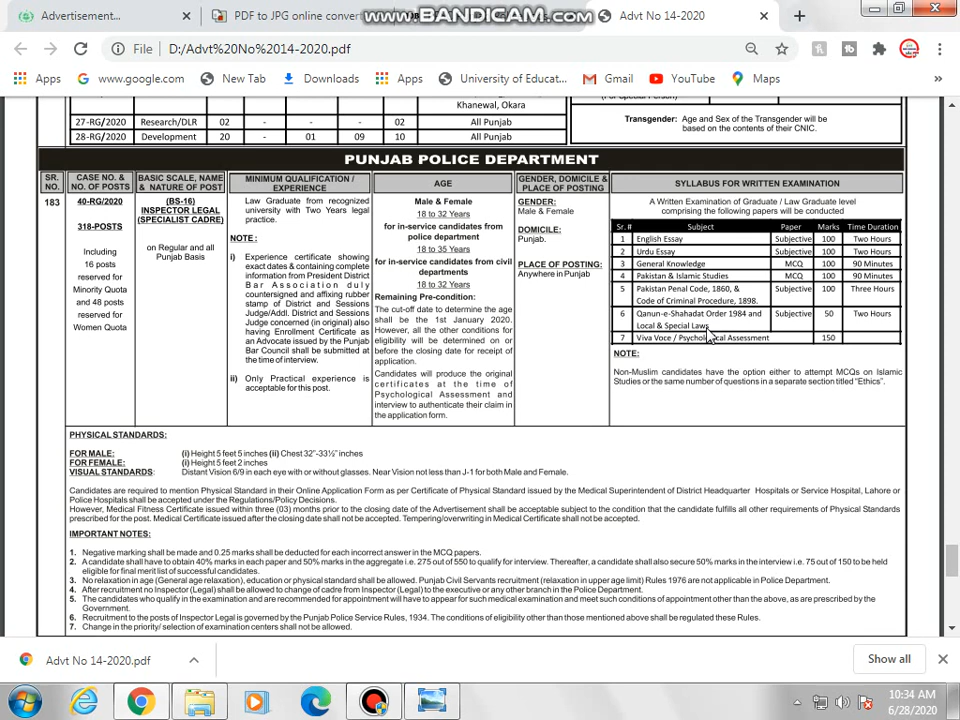 Advertisement...
PDF to JPG online convert
www.BANDICAM.com
Advt No 14-2020
File D:/Advt%20No%2014-2020.pdf
Apps www.google.com New Tab Downloads Apps University of Educat... Gmail YouTube Maps »
Khanewal, Okara
27-RG/2020 Research/DLR 02 - - - 02 All Punjab
28-RG/2020 Development 20 - 01 09 10 All Punjab
Transgender: Age and Sex of the Transgender will be
based on the contents of their CNIC.
PUNJAB POLICE DEPARTMENT
SR.
NO.
CASE NO. &
NO. OF POSTS
BASIC SCALE, NAME
& NATURE OF POST
MINIMUM QUALIFICATION /
EXPERIENCE
AGE
GENDER, DOMICILE &
PLACE OF POSTING
SYLLABUS FOR WRITTEN EXAMINATION
183
40-RG/2020
318-POSTS
Including
16 posts
reserved for
Minority Quota
and 48 posts
reserved for
Women Quota
(BS-16)
INSPECTOR LEGAL
(SPECIALIST CADRE)
on Regular and all
Punjab Basis
Law Graduate from recognized
university with Two Years legal
practice.
NOTE :
i) Experience certificate showing
exact dates & containing complete
information from President District
Bar Association duly
countersigned and affixing rubber
stamp of District and Sessions
Judge/Addl. District and Sessions
Judge concerned (in original) also
having Enrollment Certificate as
an Advocate issued by the Punjab
Bar Council shall be submitted at
the time of interview.
ii) Only Practical experience is
acceptable for this post.
Male & Female
18 to 32 Years
for in-service candidates from
police department
18 to 35 Years
for in-service candidates from civil
departments
18 to 32 Years
Remaining Pre-condition:
The cut-off date to determine the age
shall be the 1st January 2020.
However, all the other conditions for
eligibility will be determined on or
before the closing date for receipt of
application.
Candidates will produce the original
certificates at the time of
Psychological Assessment and
interview to authenticate their claim in
the application form.
GENDER:
Male & Female
DOMICILE:
Punjab.
PLACE OF POSTING:
Anywhere in Punjab
A Written Examination of Graduate / Law Graduate level
comprising the following papers will be conducted
Sr. # Subject Paper Marks Time Duration
1 English Essay Subjective 100 Two Hours
2 Urdu Essay Subjective 100 Two Hours
3 General Knowledge MCQ 100 90 Minutes
4 Pakistan & Islamic Studies MCQ 100 90 Minutes
5 Pakistan Penal Code, 1860, & Subjective 100 Three Hours
Code of Criminal Procedure, 1898.
6 Qanun-e-Shahadat Order 1984 and Subjective 50 Two Hours
Local & Special Laws
7 Viva Voce / Psychological Assessment 150
NOTE:
Non-Muslim candidates have the option either to attempt MCQs on Islamic
Studies or the same number of questions in a separate section titled "Ethics".
PHYSICAL STANDARDS:
FOR MALE: (i) Height 5 feet 5 inches (ii) Chest 32"-33½" inches
FOR FEMALE: (i) Height 5 feet 2 inches
VISUAL STANDARDS: Distant Vision 6/9 in each eye with or without glasses. Near Vision not less than J-1 for both Male and Female.
Candidates are required to mention Physical Standard in their Online Application Form as per Certificate of Physical Standard issued by the Medical Superintendent of District Headquarter Hospitals or Service Hospital, Lahore or
Police Hospitals shall be accepted under the Regulations/Policy Decisions.
However, Medical Fitness Certificate issued within three (03) months prior to the closing date of the Advertisement shall be acceptable subject to the condition that the candidate fulfills all other requirements of Physical Standards
prescribed for the post. Medical Certificate issued after the closing date shall not be accepted. Tempering/overwriting in Medical Certificate shall not be accepted.
IMPORTANT NOTES:
1. Negative marking shall be made and 0.25 marks shall be deducted for each incorrect answer in the MCQ papers.
2. A candidate shall have to obtain 40% marks in each paper and 50% marks in the aggregate i.e. 275 out of 550 to qualify for interview. Thereafter, a candidate shall also secure 50% marks in the interview i.e. 75 out of 150 to be held
eligible for final merit list of successful candidates.
3. No relaxation in age (General age relaxation), education or physical standard shall be allowed. Punjab Civil Servants recruitment (relaxation in upper age limit) Rules 1976 are not applicable in Police Department.
4. After recruitment no Inspector (Legal) shall be allowed to change of cadre from Inspector (Legal) to the executive or any other branch in the Police Department.
5. The candidates who qualify in the examination and are recommended for appointment will have to appear for such medical examination and meet such conditions of appointment other than the above, as are prescribed by the
Government.
6. Recruitment to the posts of Inspector Legal is governed by the Punjab Police Service Rules, 1934. The conditions of eligibility other than those mentioned above shall be regulated these Rules.
7. Change in the priority/ selection of examination centers shall not be allowed.
Advt No 14-2020.pdf
Show all
10:34 AM
6/28/2020